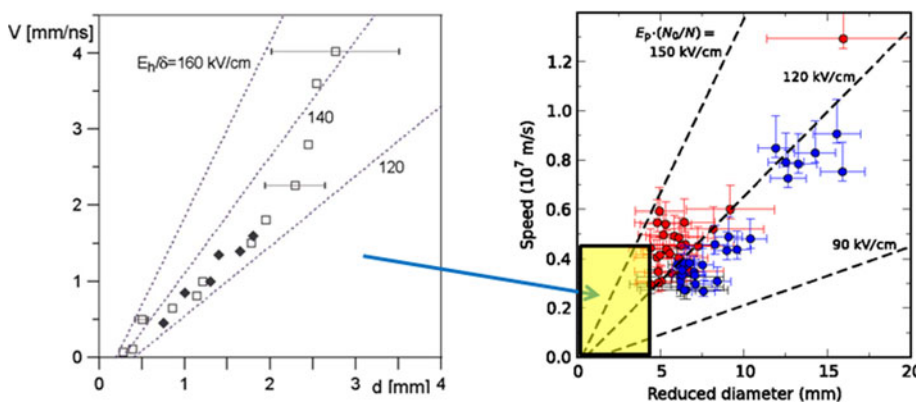 V [mm/ns]
4
3
2
1
0
E_h/δ=160 kV/cm
140
120
0
1
2
3
4
d [mm]
Speed (10⁷ m/s)
1.2
1.0
0.8
0.6
0.4
0.2
0.0
E_P·(N_0/N)=
150 kV/cm
120 kV/cm
90 kV/cm
0
5
10
15
20
Reduced diameter (mm)